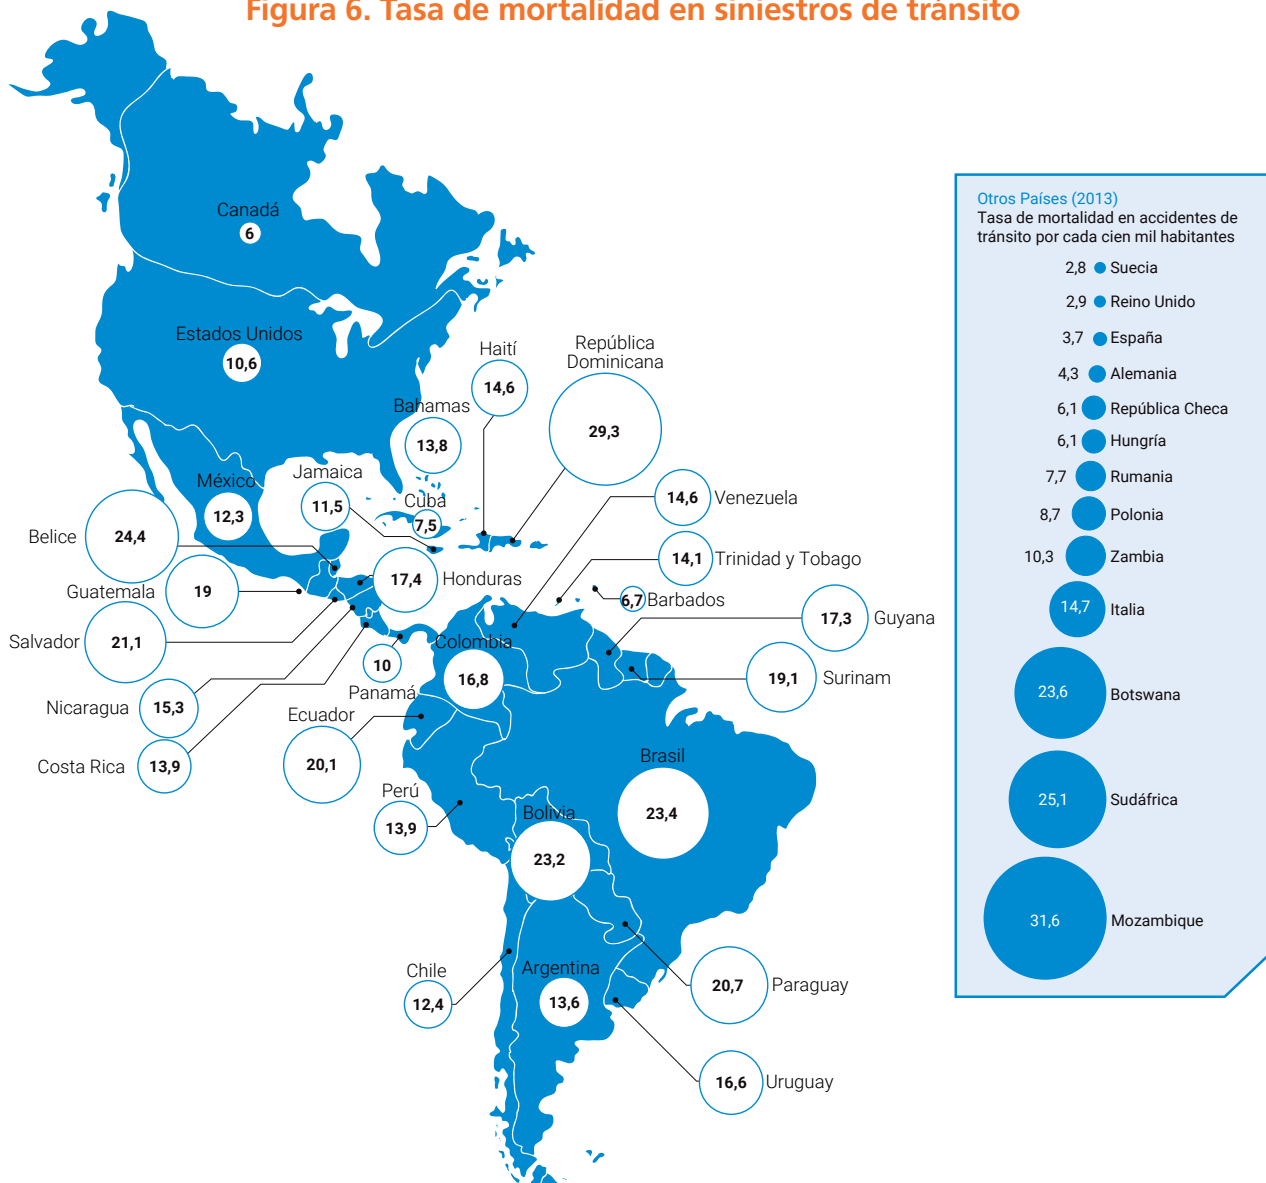 Figura 6. Tasa de mortalidad en siniestros de tránsito
Canadá
6
Estados Unidos
10,6
Haití
14,6
República
Dominicana
29,3
Bahamas
13,8
México
12,3
Jamaica
11,5
Cuba
7,5
Venezuela
14,6
Belice
24,4
Trinidad y Tobago
14,1
Guatemala
19
17,4
Honduras
6,7
Barbados
17,3
Guyana
Salvador
21,1
Colombia
16,8
10
Panamá
19,1
Surinam
Nicaragua
15,3
Ecuador
20,1
Costa Rica
13,9
Brasil
23,4
Perú
13,9
Bolivia
23,2
Chile
12,4
Argentina
13,6
20,7
Paraguay
16,6
Uruguay
Otros Países (2013)
Tasa de mortalidad en accidentes de
tránsito por cada cien mil habitantes
2,8 Suecia
2,9 Reino Unido
3,7 España
4,3 Alemania
6,1 República Checa
6,1 Hungría
7,7 Rumania
8,7 Polonia
10,3 Zambia
14,7 Italia
23,6 Botswana
25,1 Sudáfrica
31,6 Mozambique